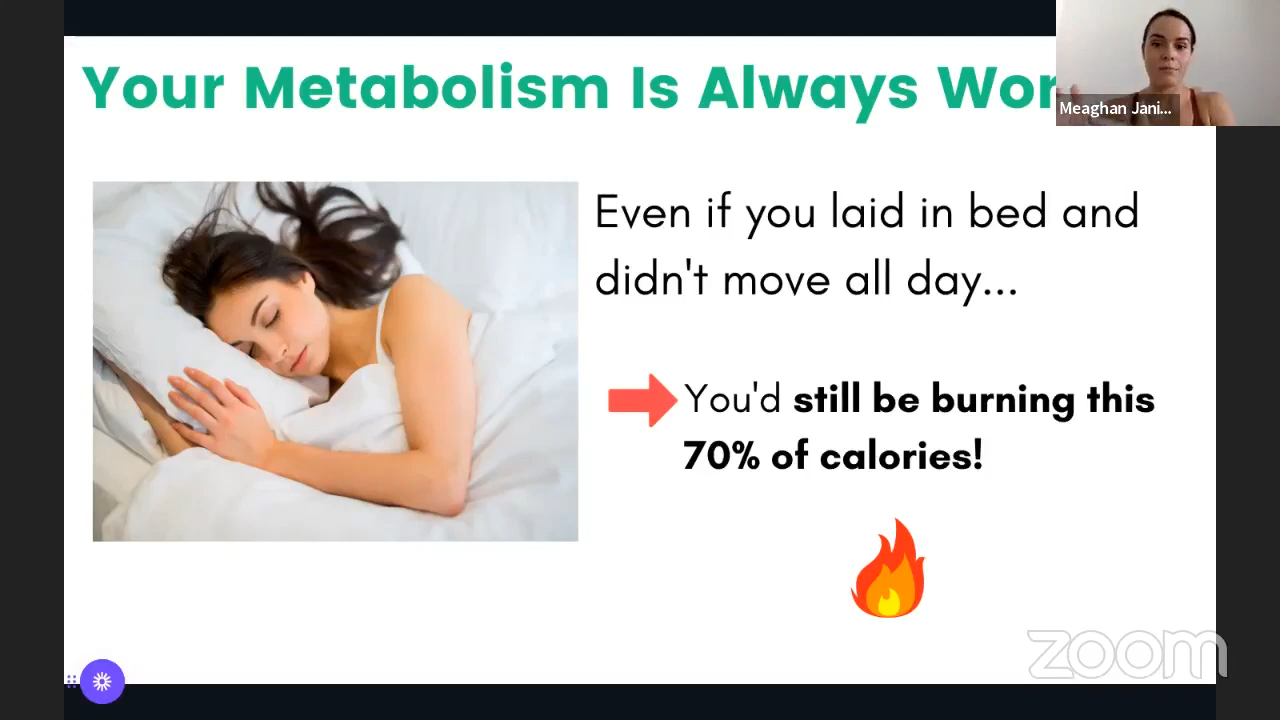 Your Metabolism Is Always Wor
Meaghan Jani...
Even if you laid in bed and
didn't move all day...
You'd still be burning this
70% of calories!
zoom